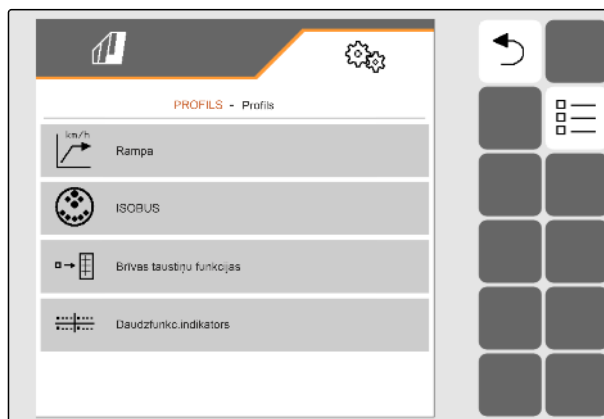 PROFILS - Profils
km/h
Rampa
ISOBUS
Brīvas taustiņu funkcijas
Daudzfunkc.indikators